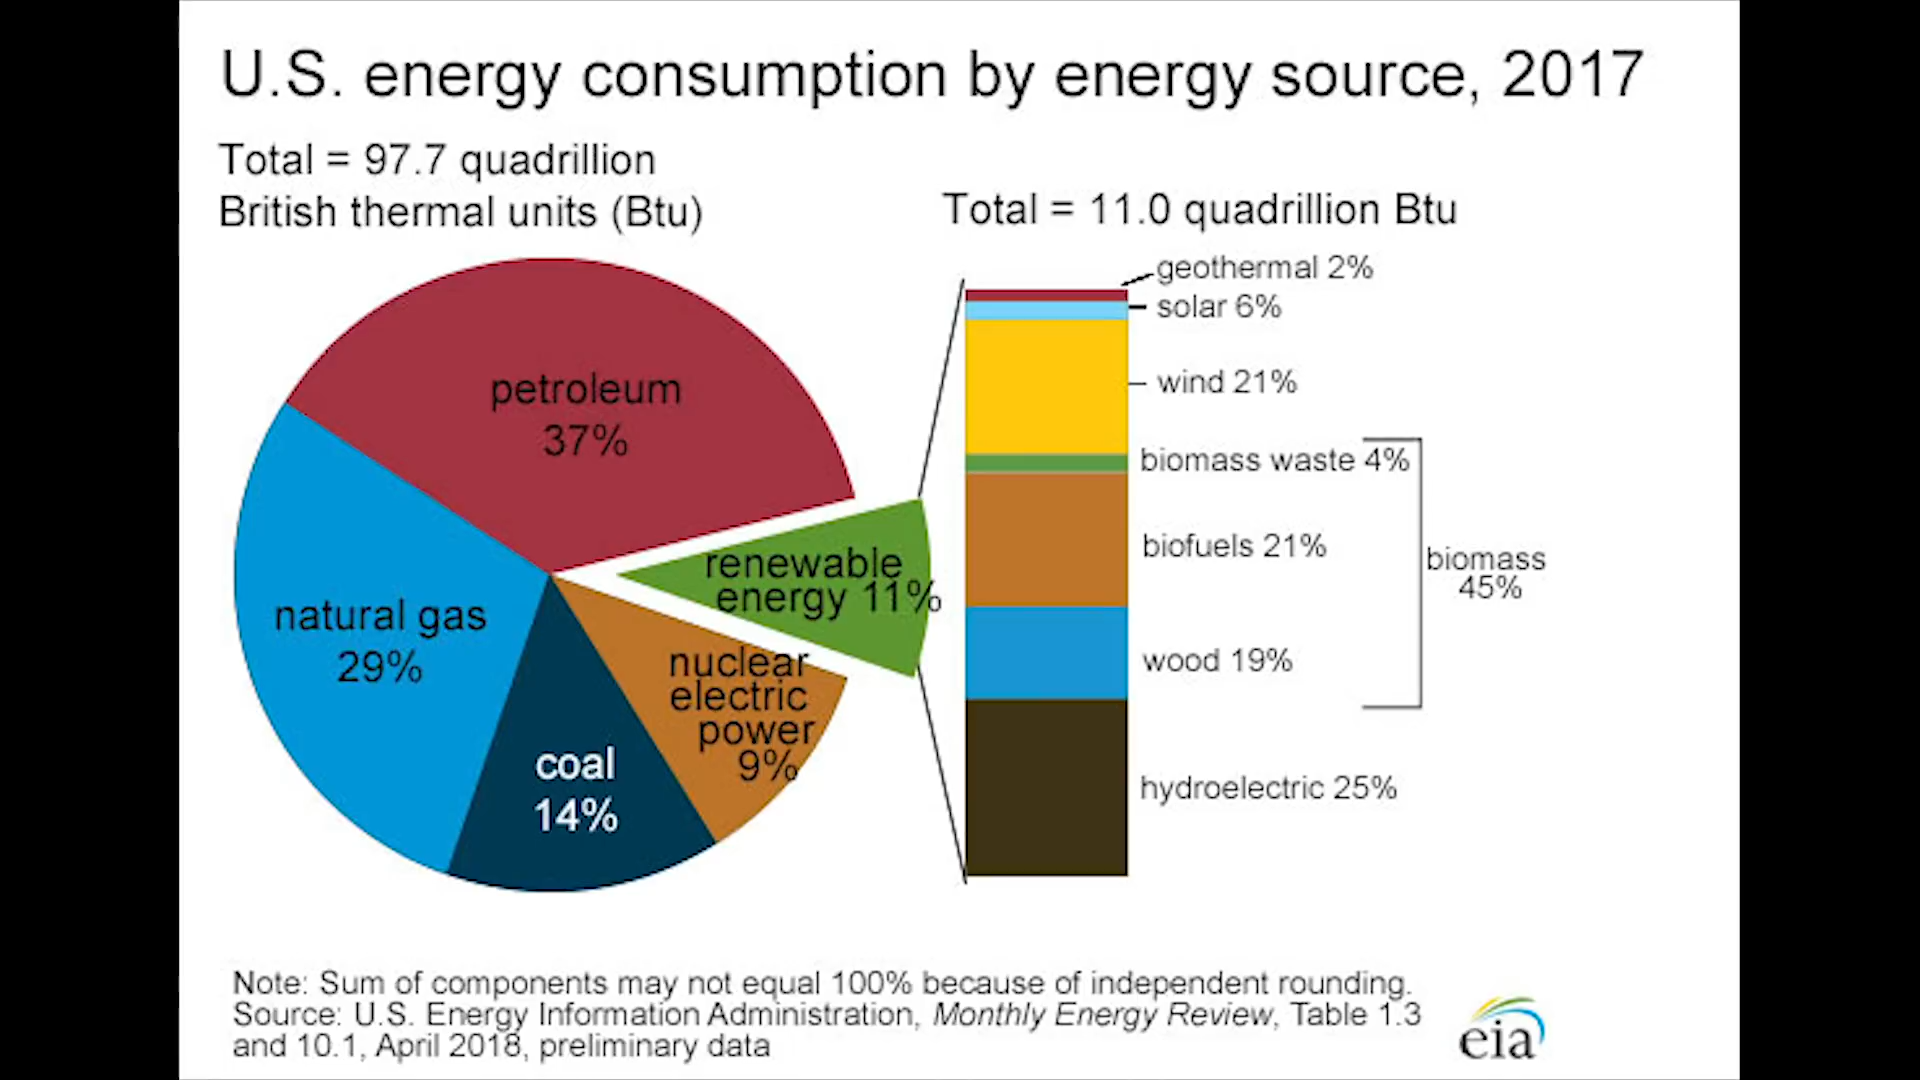 U.S. energy consumption by energy source, 2017
Total = 97.7 quadrillion
British thermal units (Btu)
petroleum
37%
natural gas
29%
coal
14%
nuclear
electric
power
9%
renewable
energy 11%
Total = 11.0 quadrillion Btu
geothermal 2%
solar 6%
wind 21%
biomass waste 4%
biofuels 21%
wood 19%
hydroelectric 25%
biomass
45%
Note: Sum of components may not equal 100% because of independent rounding.
Source: U.S. Energy Information Administration, Monthly Energy Review, Table 1.3
and 10.1, April 2018, preliminary data
eia